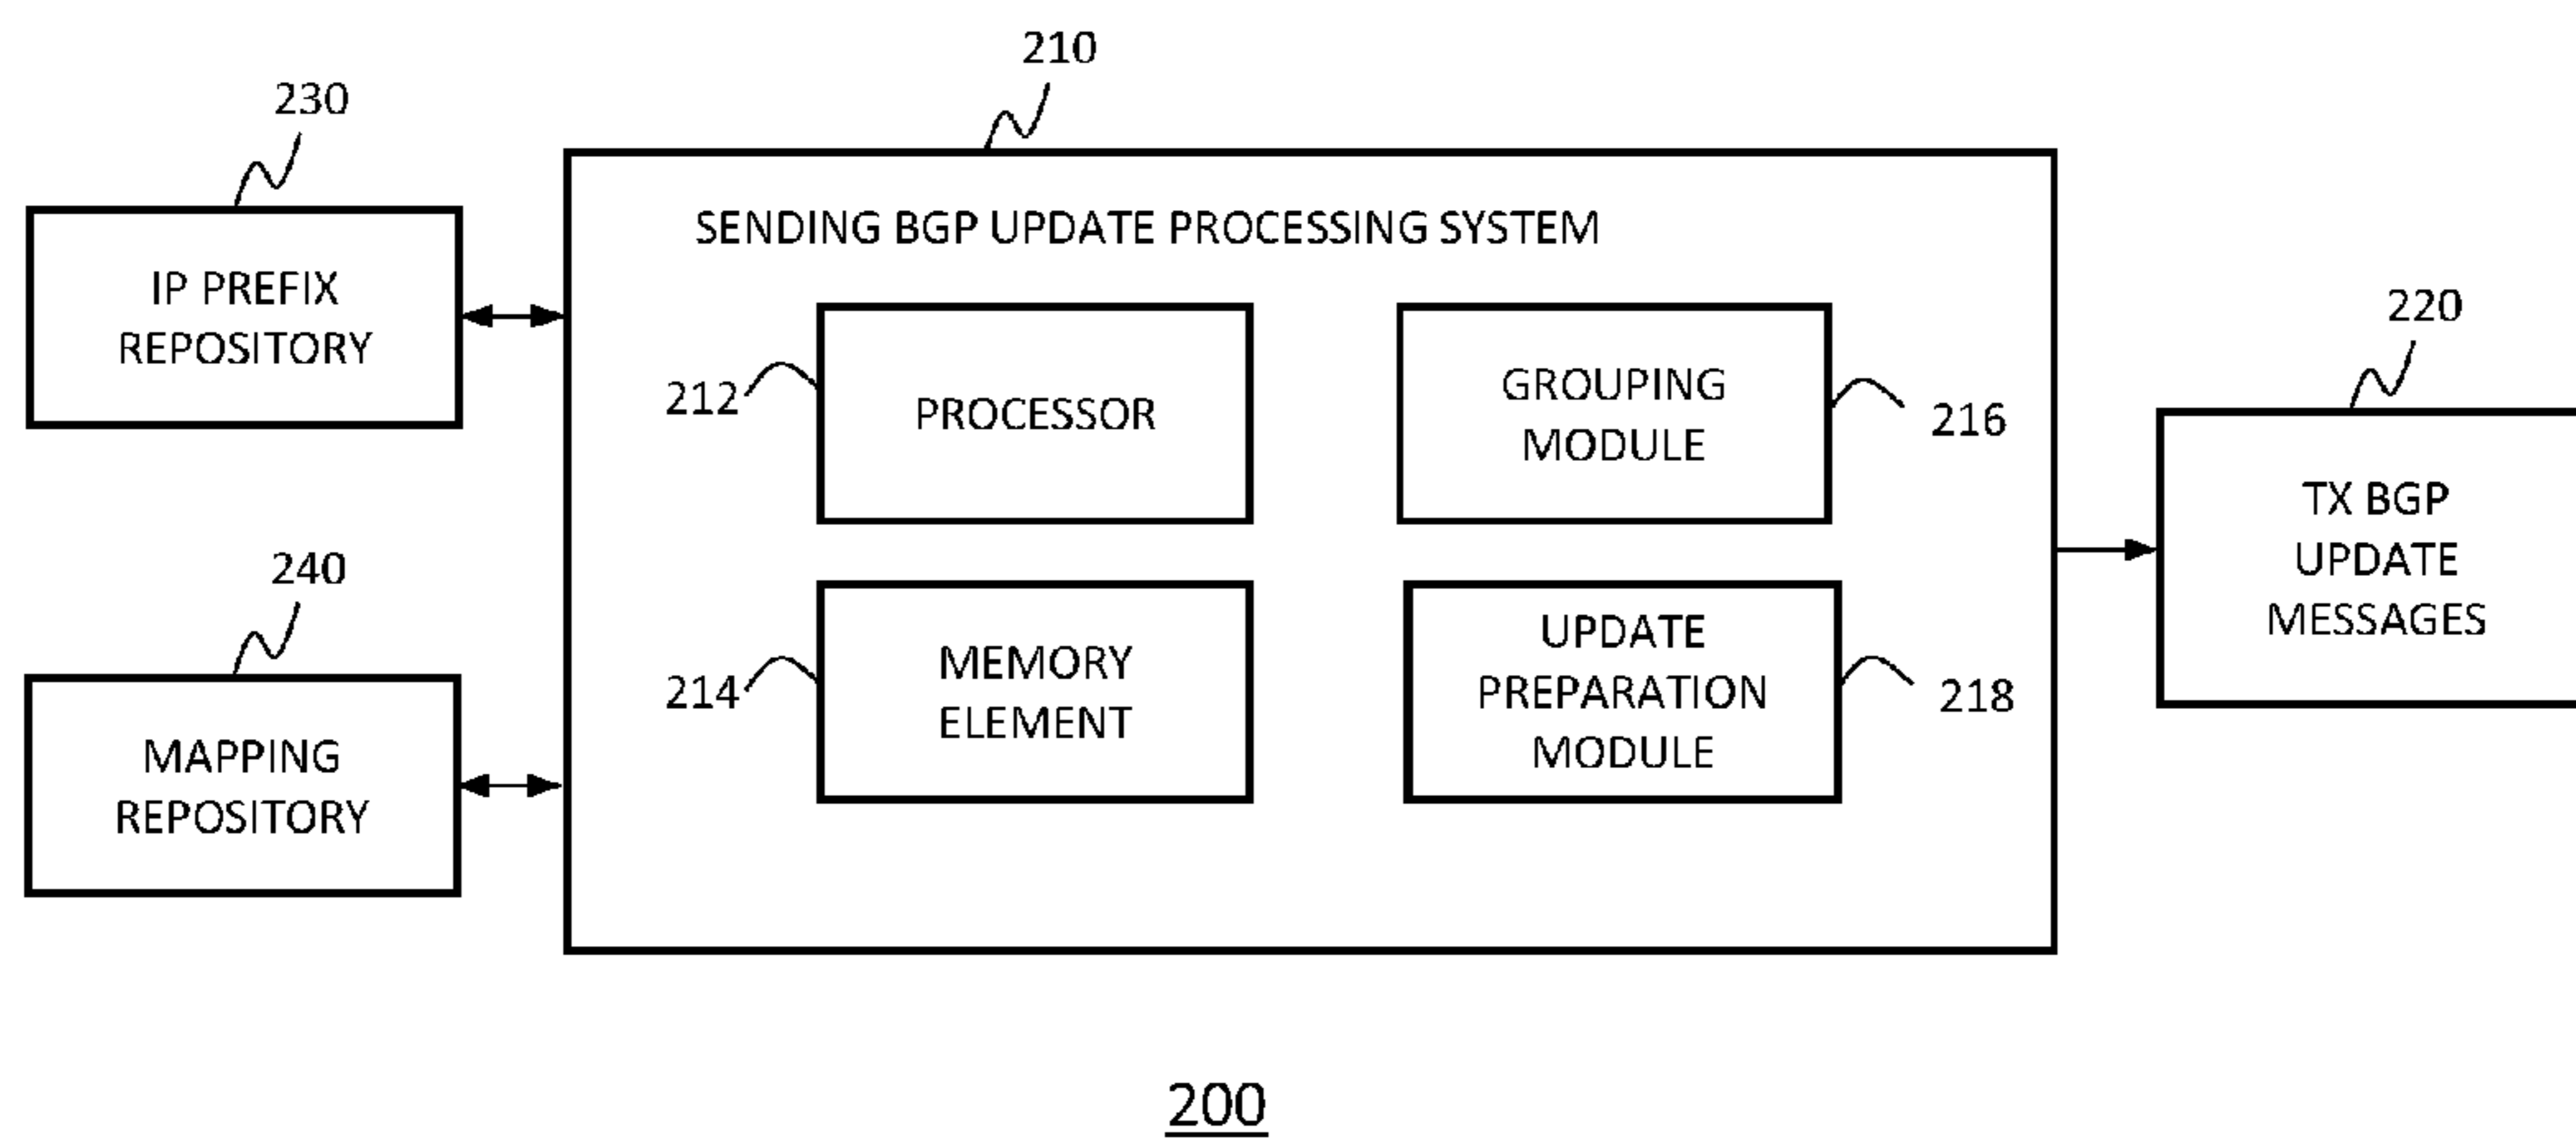 210
230
SENDING BGP UPDATE PROCESSING SYSTEM
IP PREFIX
REPOSITORY
220
212
PROCESSOR
GROUPING
MODULE
216
TX BGP
UPDATE
MESSAGES
240
MAPPING
REPOSITORY
214
MEMORY
ELEMENT
UPDATE
PREPARATION
MODULE
218
200